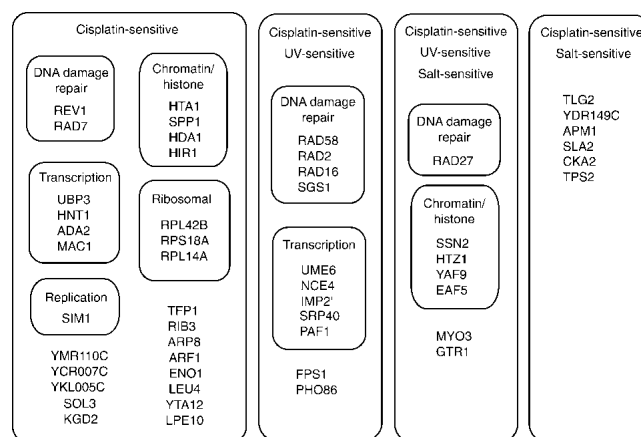 Cisplatin-sensitive
DNA damage
repair
REV1
RAD7
Transcription
UBP3
HNT1
ADA2
MAC1
Replication
SIM1
YMR110C
YCR007C
YKL005C
SOL3
KGD2
Chromatin/
histone
HTA1
SPP1
HDA1
HIR1
Ribosomal
RPL42B
RPS18A
RPL14A
TFP1
RIB3
ARP8
ARF1
ENO1
LEU4
YTA12
LPE10
Cisplatin-sensitive
UV-sensitive
DNA damage
repair
RAD58
RAD2
RAD16
SGS1
Transcription
UME6
NCE4
IMP2'
SRP40
PAF1
FPS1
PHO86
Cisplatin-sensitive
UV-sensitive
Salt-sensitive
DNA damage
repair
RAD27
Chromatin/
histone
SSN2
HTZ1
YAF9
EAF5
MYO3
GTR1
Cisplatin-sensitive
Salt-sensitive
TLG2
YDR149C
APM1
SLA2
CKA2
TPS2